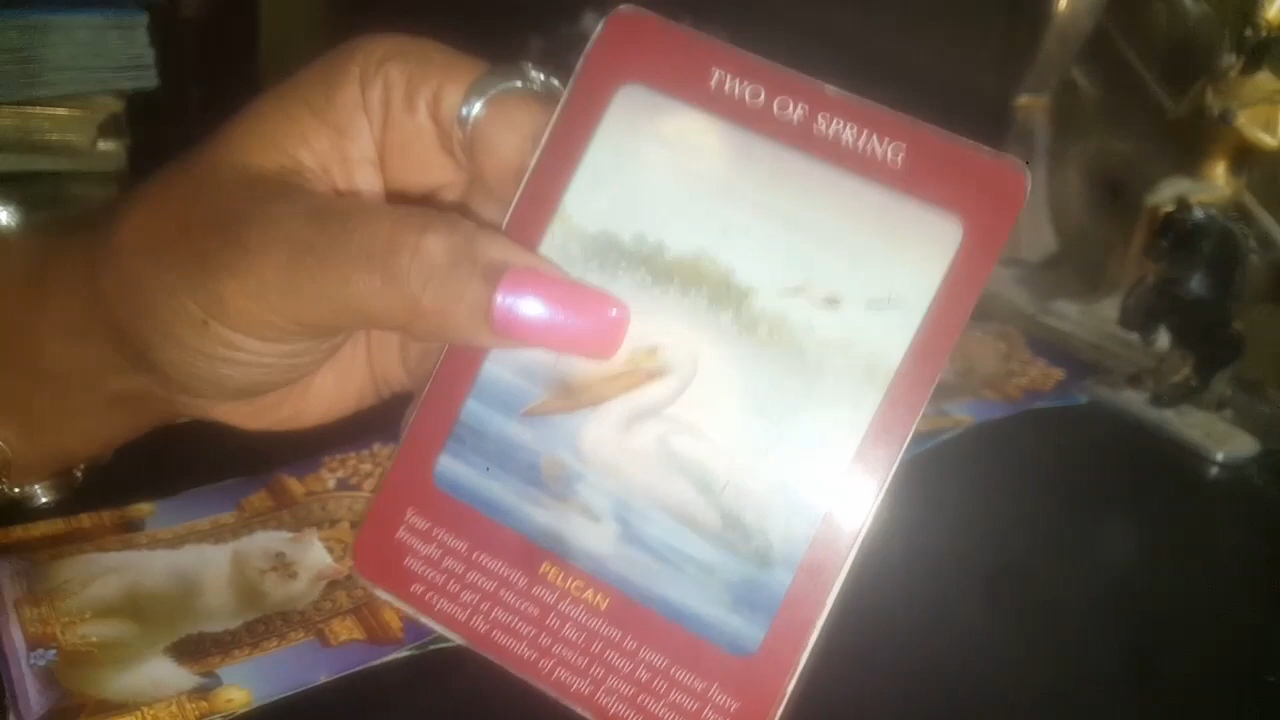 TWO OF SPRING
PELICAN
Your vision, creativity, and dedication to your cause have
brought you great success. In fact, it may be in your best
interest to get a partner to assist in your
or expand the number of people helping